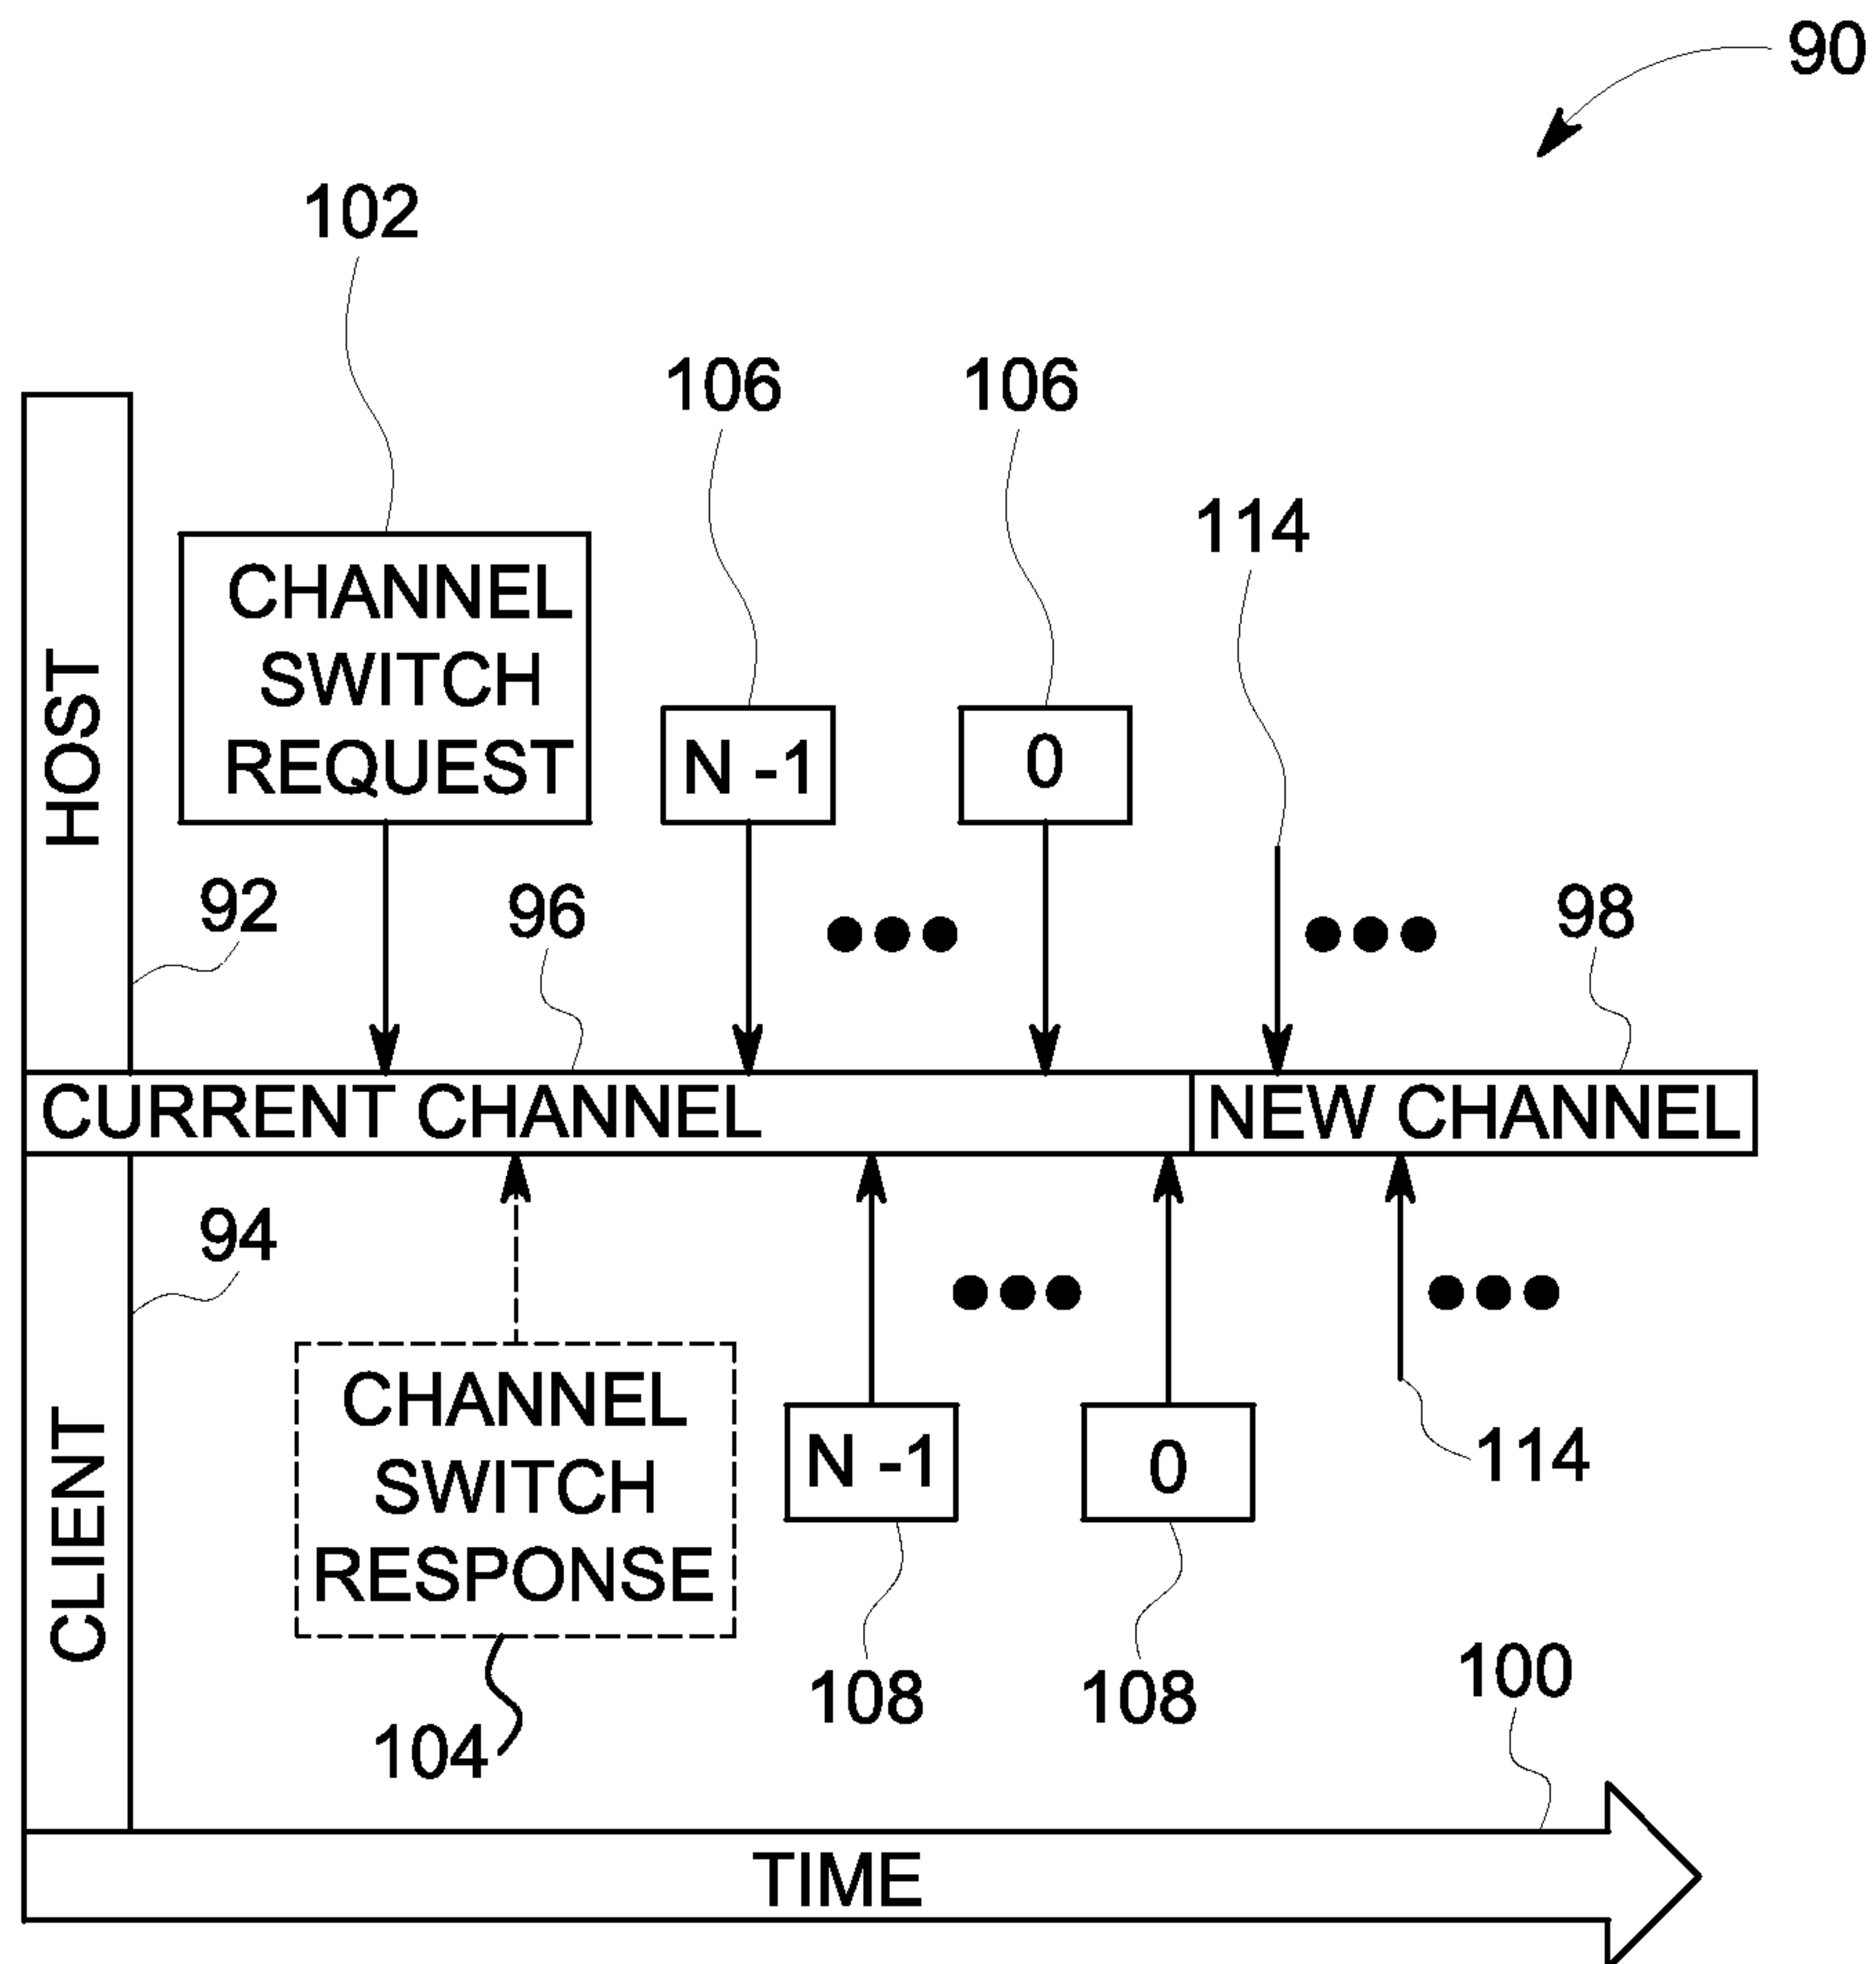 90
102
106
106
114
CHANNEL
SWITCH
REQUEST
N -1
0
HOST
92
96
98
CURRENT CHANNEL
NEW CHANNEL
94
CLIENT
CHANNEL
SWITCH
RESPONSE
N -1
0
114
104
108
108
100
TIME